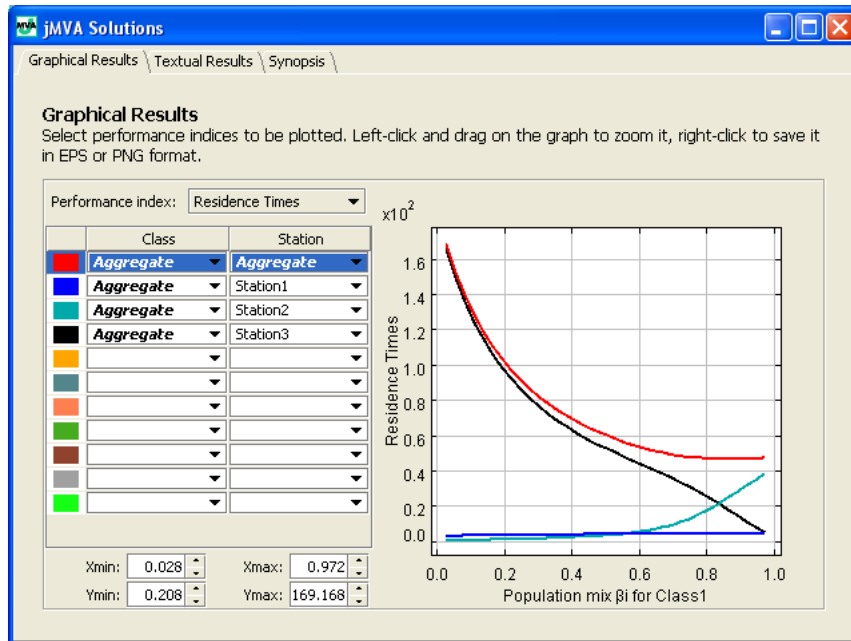 MVA jMVA Solutions
Graphical Results Textual Results Synopsis
Graphical Results
Select performance indices to be plotted. Left-click and drag on the graph to zoom it, right-click to save it
in EPS or PNG format.
Performance index: Residence Times
Class Station
Aggregate Aggregate
Aggregate Station1
Aggregate Station2
Aggregate Station3
Xmin: 0.028 Xmax: 0.972
Ymin: 0.208 Ymax: 169.168
x10²
Residence Times
1.6
1.4
1.2
1.0
0.8
0.6
0.4
0.2
0.0
0.0 0.2 0.4 0.6 0.8 1.0
Population mix βi for Class1